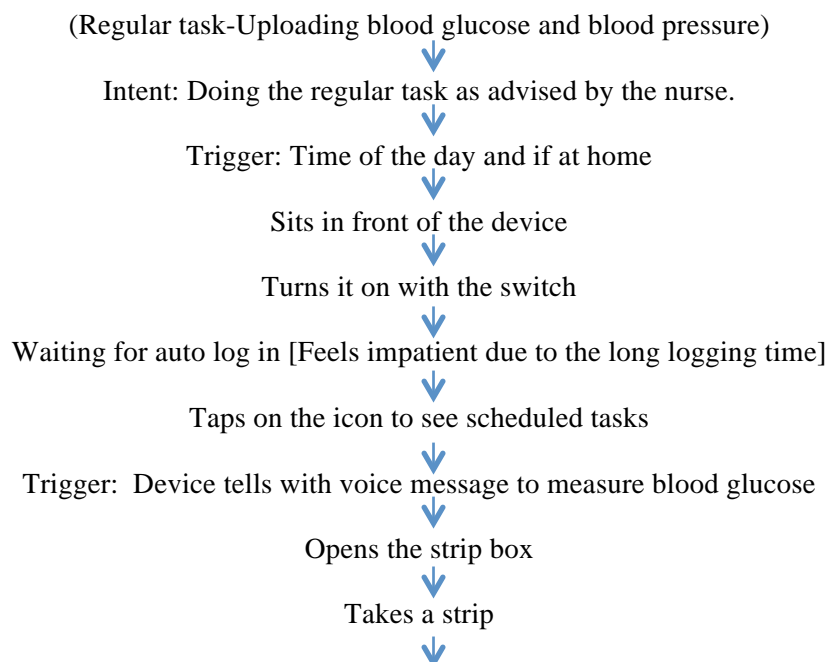 (Regular task-Uploading blood glucose and blood pressure)
Intent: Doing the regular task as advised by the nurse.
Trigger: Time of the day and if at home
Sits in front of the device
Turns it on with the switch
Waiting for auto log in [Feels impatient due to the long logging time]
Taps on the icon to see scheduled tasks
Trigger:  Device tells with voice message to measure blood glucose
Opens the strip box
Takes a strip